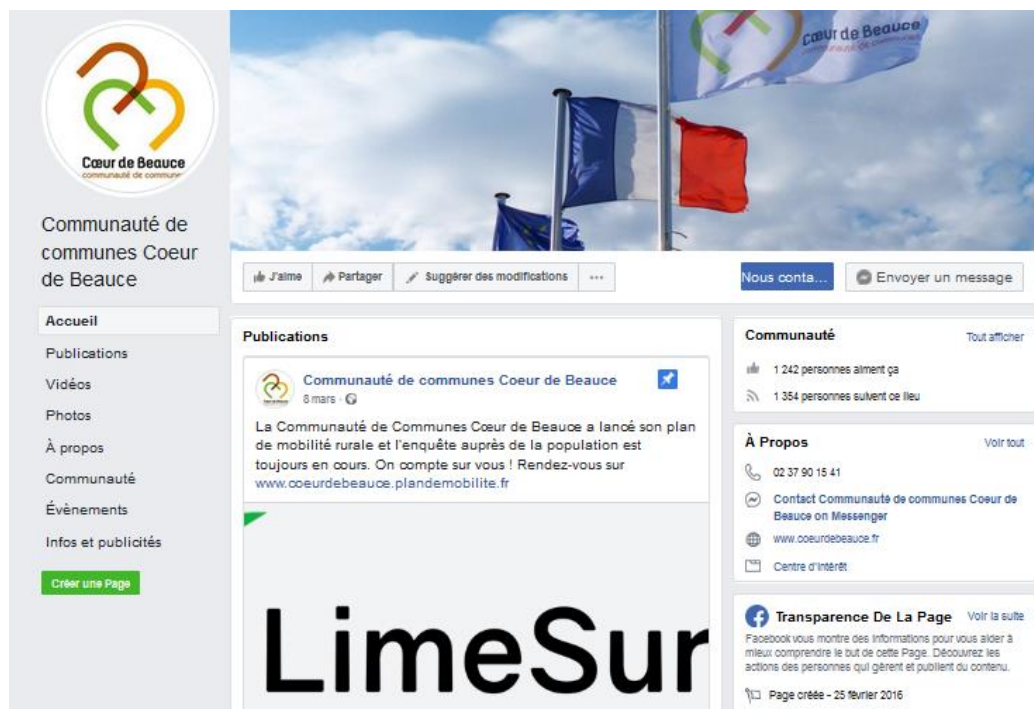 Cœur de Beauce
communauté de
Cœur de Beauce
Communauté de
communes Coeur
de Beauce
Accueil
Publications
Vidéos
Photos
À propos
Communauté
Évènements
Infos et publicités
Créer une Page
J'aime
Partager
Suggérer des modifications
...
Nous conta...
Envoyer un message
Publications
Communauté de communes Coeur de Beauce
8 mars ·
La Communauté de Communes Cœur de Beauce a lancé son plan
de mobilité rurale et l'enquête auprès de la population est
toujours en cours. On compte sur vous ! Rendez-vous sur
www.coeurdebeauce.plandemobilite.fr
LimeSur
Communauté
Tout afficher
1 242 personnes aiment ça
1 354 personnes suivent ce lieu
À Propos
Voir tout
02 37 90 15 41
Contact Communauté de communes Coeur de
Beauce on Messenger
www.coeurdebeauce.fr
Centre d'intérêt
Transparence De La Page
Voir la suite
Facebook vous montre des informations pour vous aider à
mieux comprendre le but de cette Page. Découvrez les
actions des personnes qui gèrent et publient du contenu.
Page créée - 25 février 2016